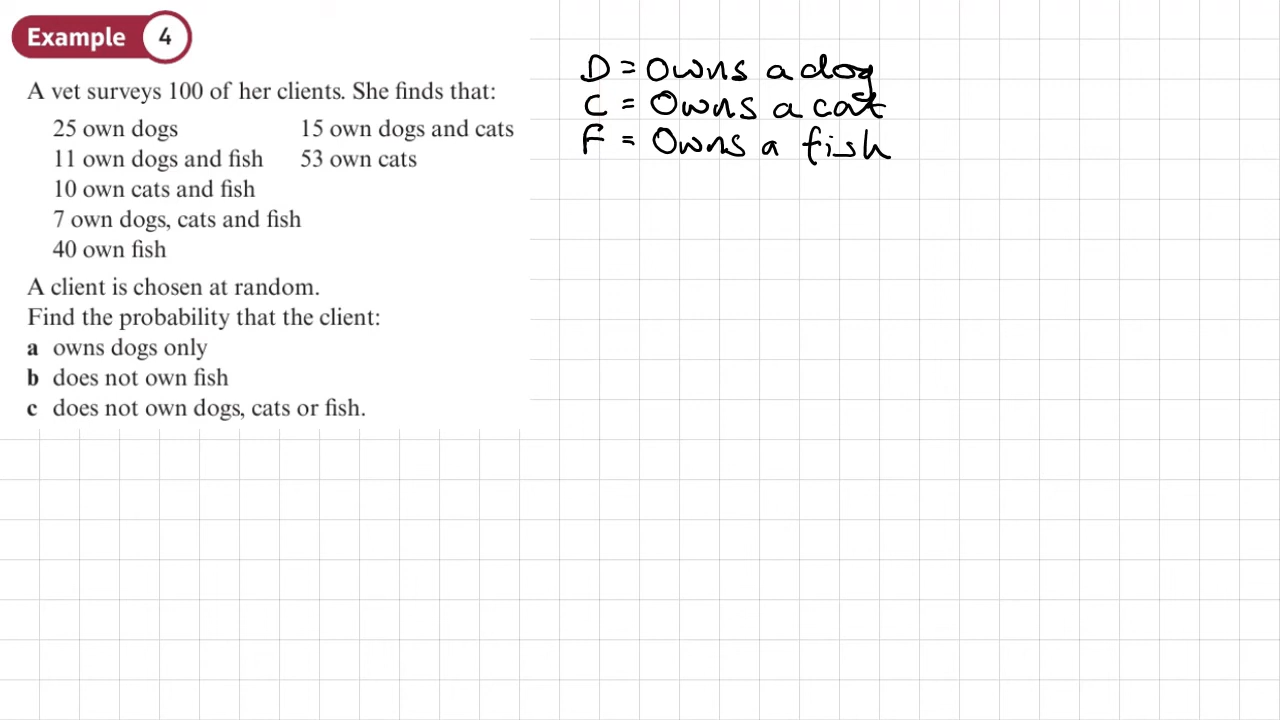 Example 4
A vet surveys 100 of her clients. She finds that:
25 own dogs 15 own dogs and cats
11 own dogs and fish 53 own cats
10 own cats and fish
7 own dogs, cats and fish
40 own fish
A client is chosen at random.
Find the probability that the client:
a owns dogs only
b does not own fish
c does not own dogs, cats or fish.
D = Owns a dog
C = Owns a cat
F = Owns a fish